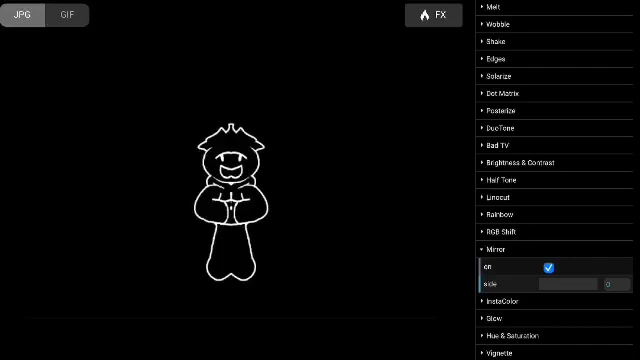 JPG GIF FX
Melt
Wobble
Shake
Edges
Solarize
Dot Matrix
Posterize
DuoTone
Bad TV
Brightness & Contrast
Half Tone
Linocut
Rainbow
RGB Shift
Mirror
on
side 0
InstaColor
Glow
Hue & Saturation
Vignette